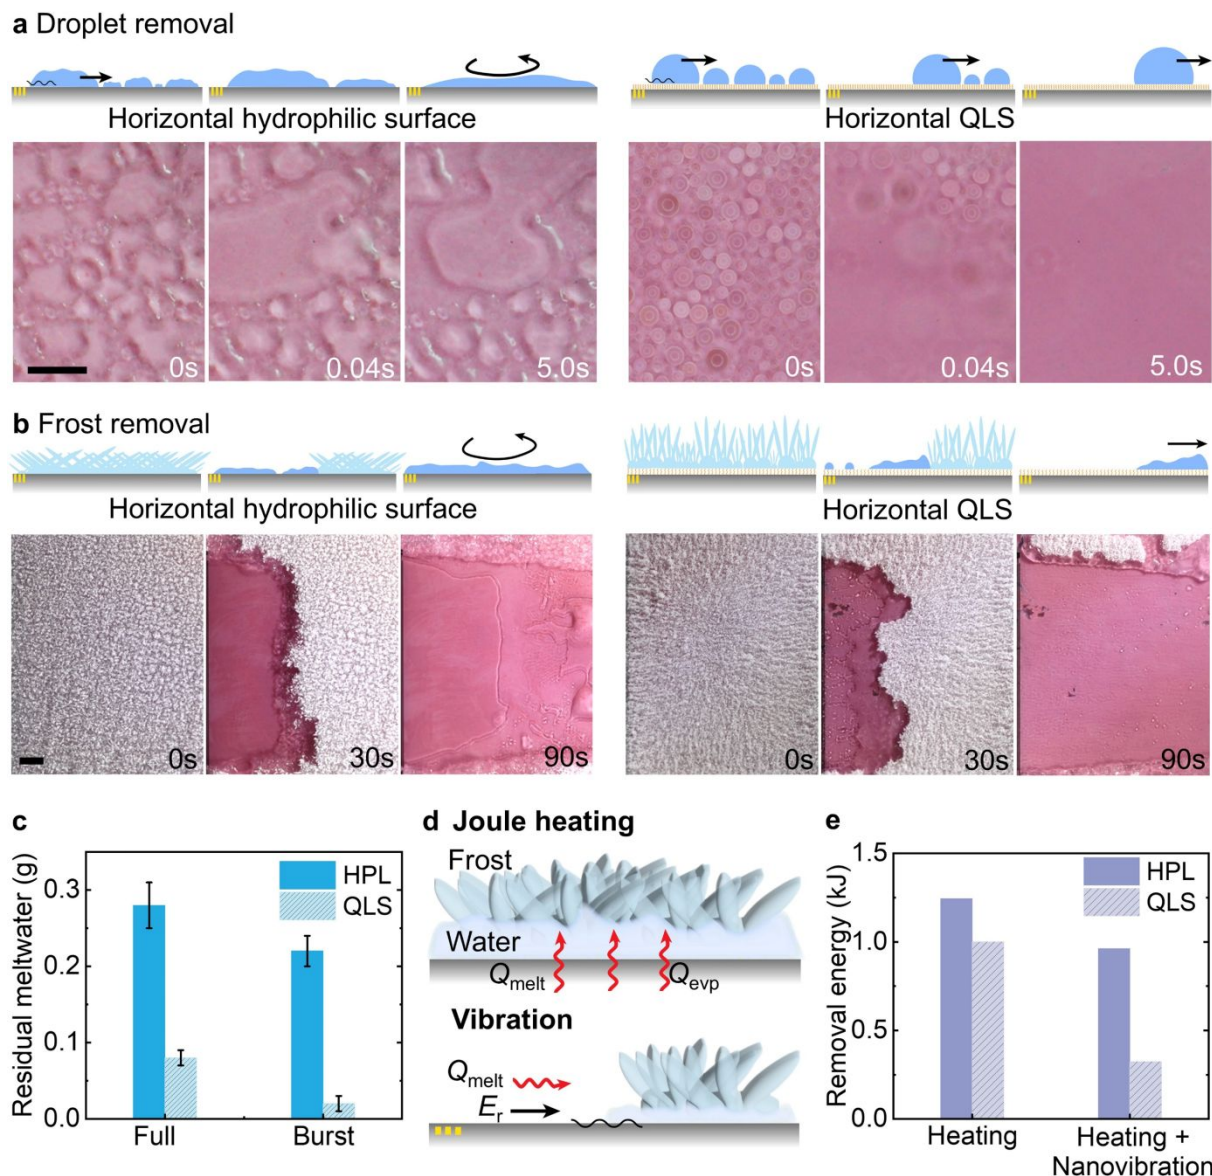 a Droplet removal
Horizontal hydrophilic surface
Horizontal QLS
0s
0.04s
5.0s
0s
0.04s
5.0s
b Frost removal
Horizontal hydrophilic surface
Horizontal QLS
0s
30s
90s
0s
30s
90s
c
Residual meltwater (g)
0.3
0.2
0.1
0.0
HPL
QLS
Full
Burst
d Joule heating
Frost
Water
Qmelt
Qevp
Vibration
Qmelt
Er
e
Removal energy (kJ)
1.5
1.0
0.5
0.0
HPL
QLS
Heating
Heating +
Nanovibration